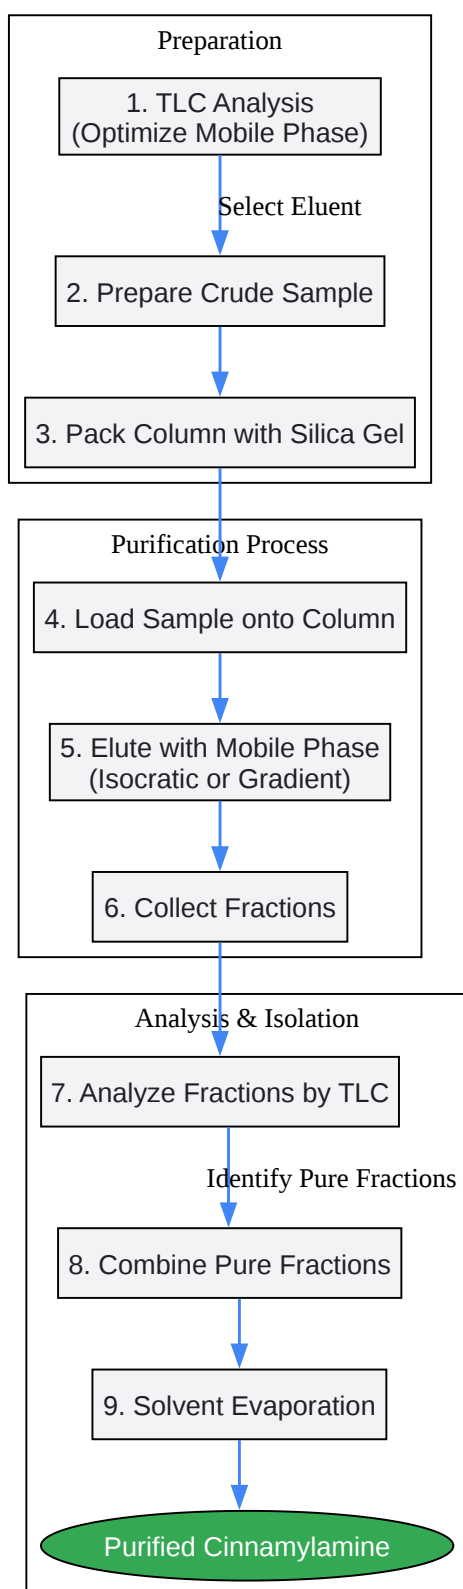 Preparation
1. TLC Analysis
(Optimize Mobile Phase)
Select Eluent
2. Prepare Crude Sample
3. Pack Column with Silica Gel
Purification Process
4. Load Sample onto Column
5. Elute with Mobile Phase
(Isocratic or Gradient)
6. Collect Fractions
Analysis & Isolation
7. Analyze Fractions by TLC
Identify Pure Fractions
8. Combine Pure Fractions
9. Solvent Evaporation
Purified Cinnamylamine